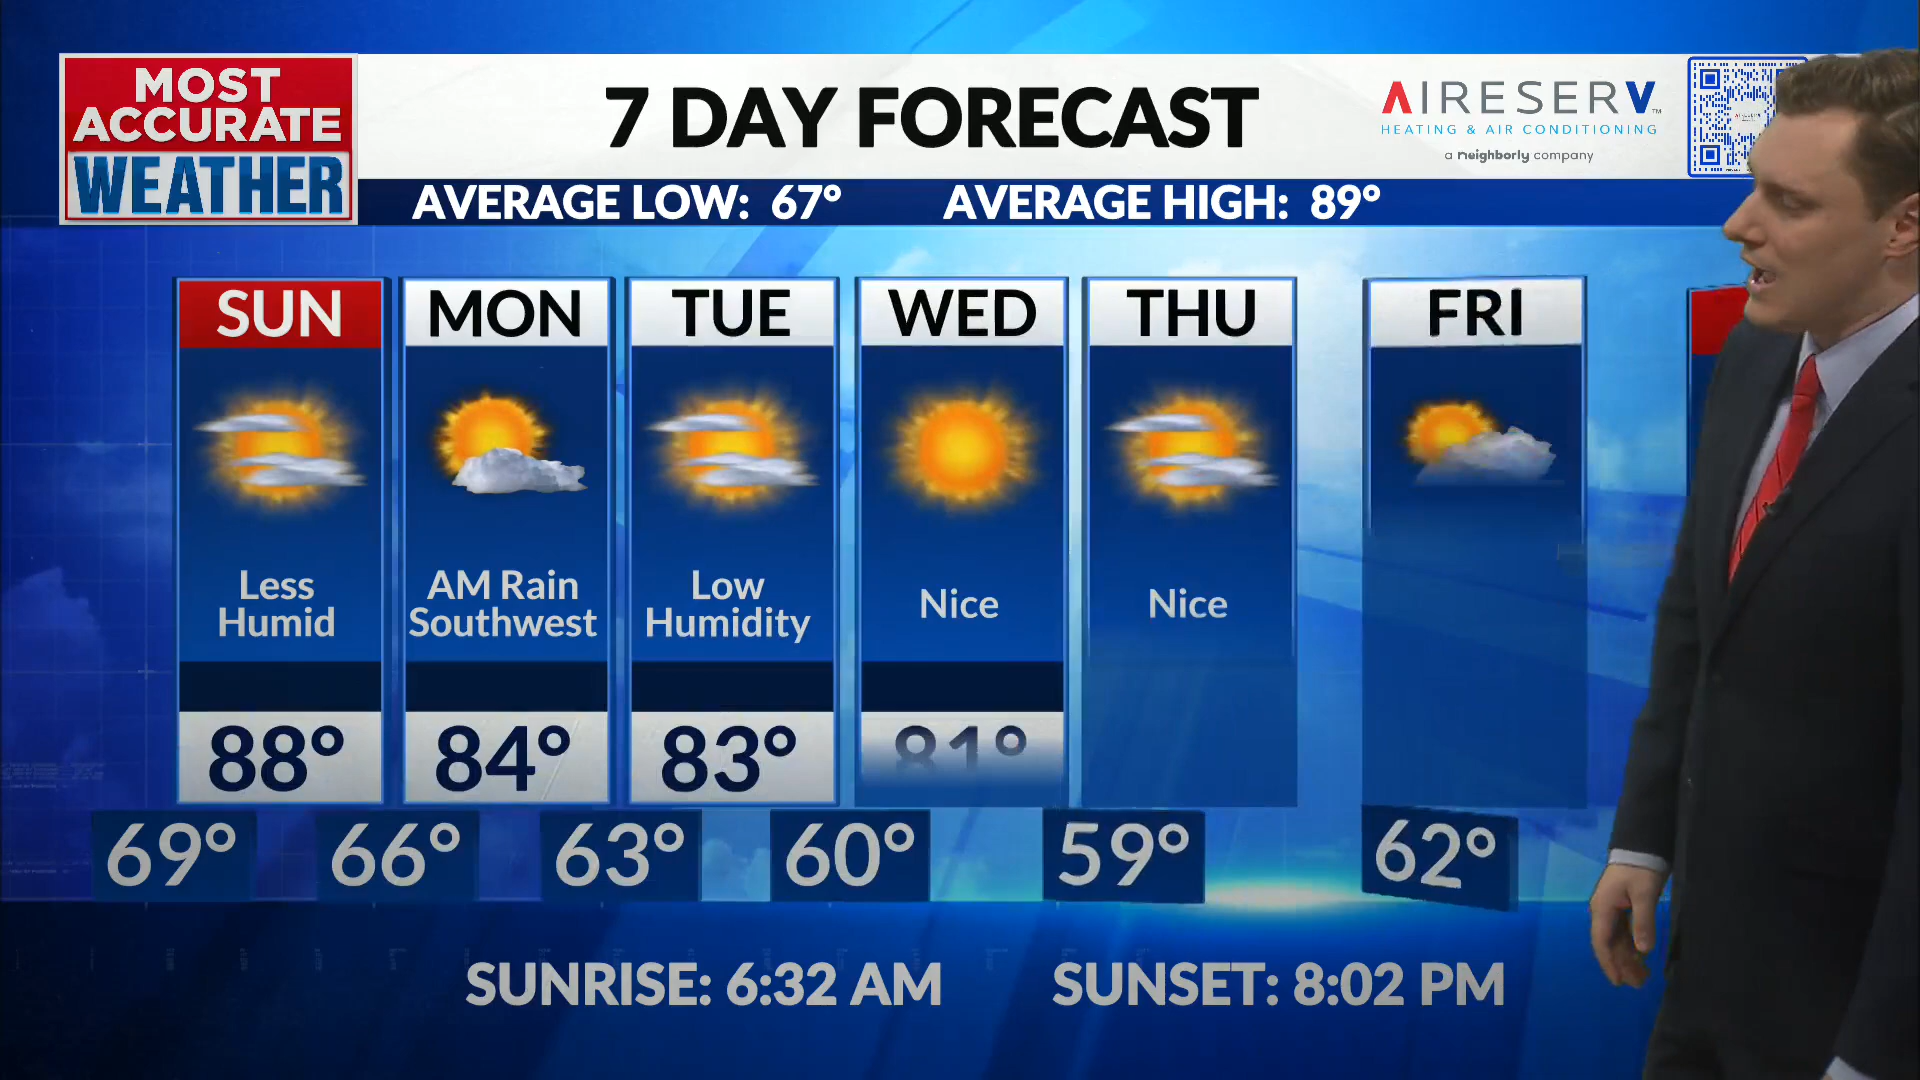 MOST
ACCURATE
WEATHER
7 DAY FORECAST
AIRESERV™
HEATING & AIR CONDITIONING
a neighborly company
AVERAGE LOW: 67° AVERAGE HIGH: 89°
SUN MON TUE WED THU FRI
Less
Humid
AM Rain
Southwest
Low
Humidity
Nice
Nice
88° 84° 83° 81°
69° 66° 63° 60° 59° 62°
SUNRISE: 6:32 AM SUNSET: 8:02 PM